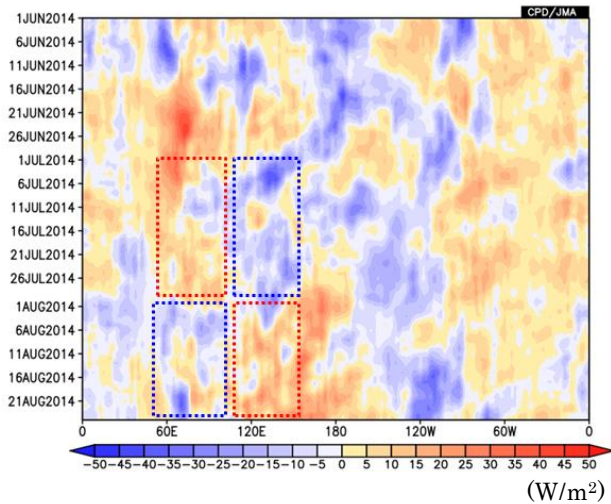 CPD/JMA
1JUN2014
6JUN2014
11JUN2014
16JUN2014
21JUN2014
26JUN2014
1JUL2014
6JUL2014
11JUL2014
16JUL2014
21JUL2014
26JUL2014
1AUG2014
6AUG2014
11AUG2014
16AUG2014
21AUG2014
0 60E 120E 180 120W 60W 0
-50 -45 -40 -35 -30 -25 -20 -15 -10 -5 0 5 10 15 20 25 30 35 40 45 50
(W/m²)